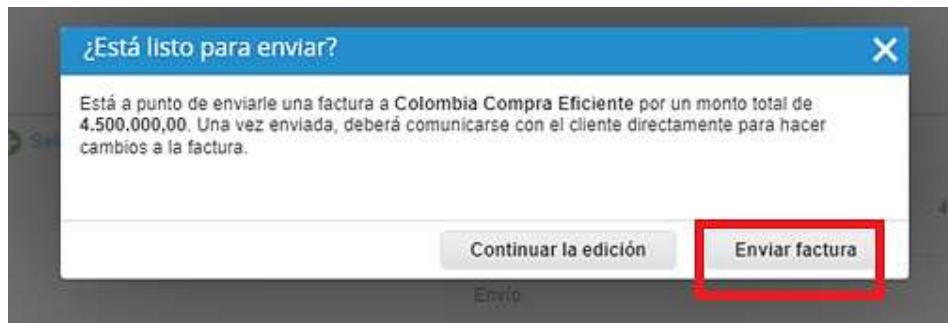 ¿Está listo para enviar?
Está a punto de enviarle una factura a Colombia Compra Eficiente por un monto total de
4.500.000,00. Una vez enviada, deberá comunicarse con el cliente directamente para hacer
cambios a la factura.
Continuar la edición
Enviar factura
Envío